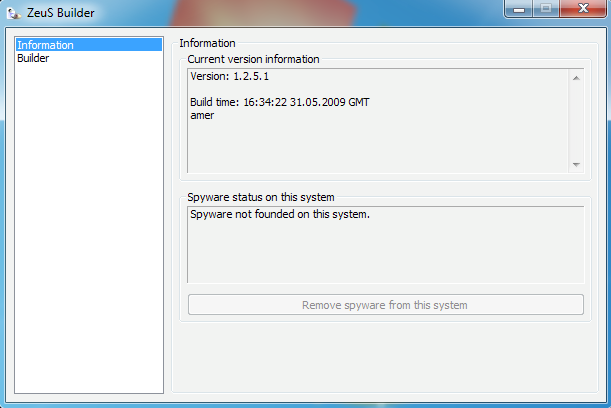 ZeuS Builder
Information
Builder
Information
Current version information
Version: 1.2.5.1
Build time: 16:34:22 31.05.2009 GMT
amer
Spyware status on this system
Spyware not founded on this system.
Remove spyware from this system